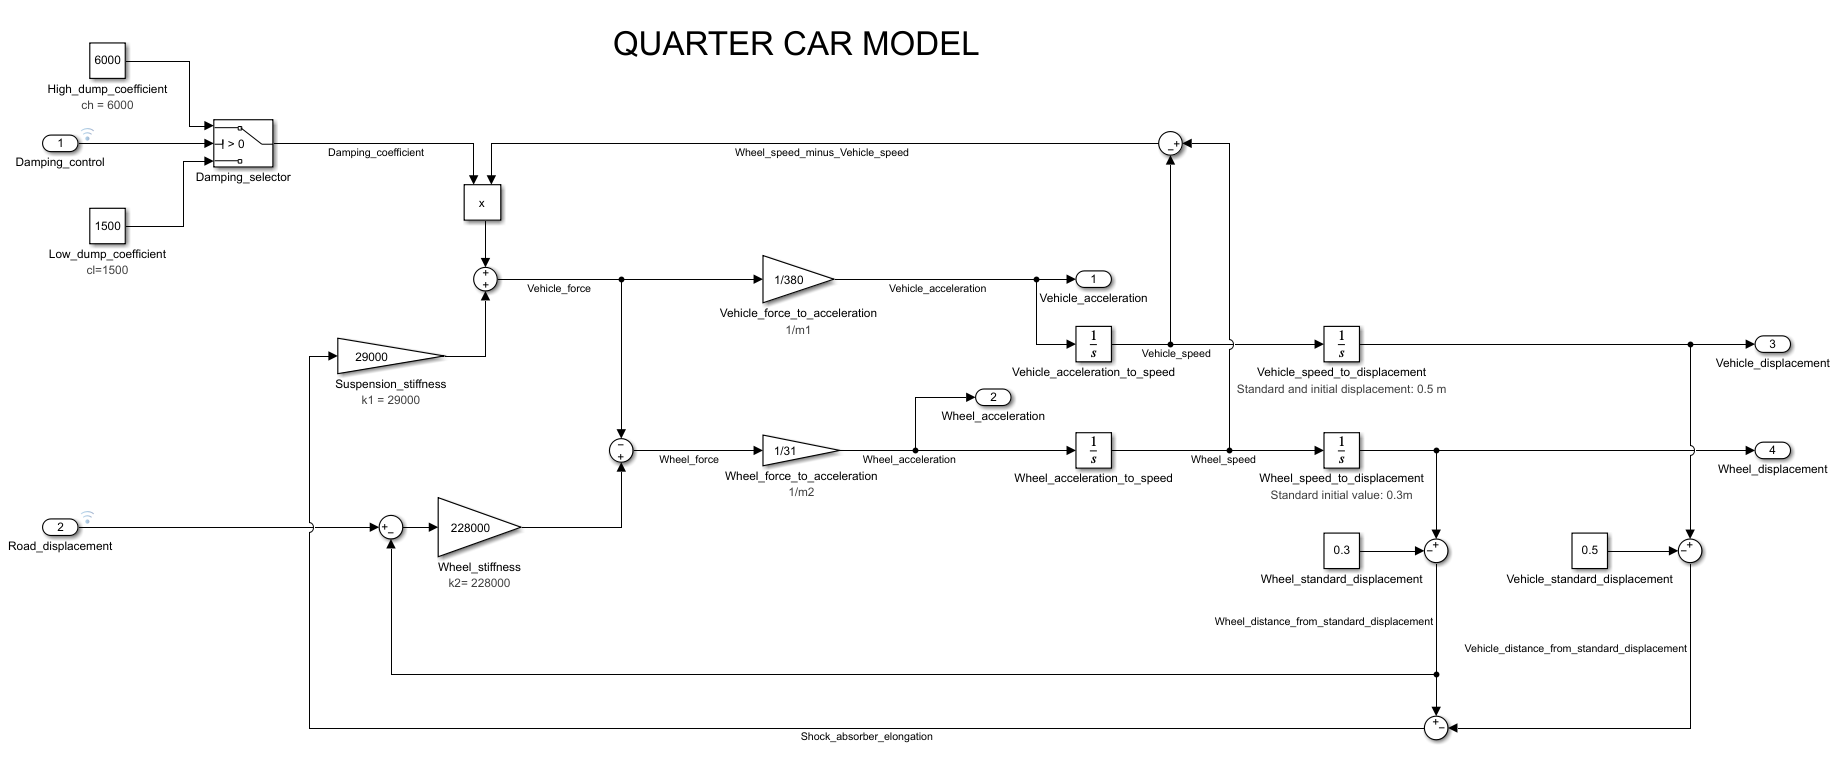 QUARTER CAR MODEL
6000
High_dump_coefficient
ch = 6000
1
Damping_control
> 0
Damping_selector
1500
Low_dump_coefficient
cl=1500
Damping_coefficient
x
Wheel_speed_minus_Vehicle_speed
+
−
+
+
Vehicle_force
1/380
Vehicle_force_to_acceleration
1/m1
Vehicle_acceleration
1
Vehicle_acceleration
29000
Suspension_stiffness
k1 = 29000
1
s
Vehicle_acceleration_to_speed
Vehicle_speed
1
s
Vehicle_speed_to_displacement
Standard and initial displacement: 0.5 m
3
Vehicle_displacement
2
Wheel_acceleration
−
+
Wheel_force
1/31
Wheel_force_to_acceleration
1/m2
Wheel_acceleration
1
s
Wheel_acceleration_to_speed
Wheel_speed
1
s
Wheel_speed_to_displacement
Standard initial value: 0.3m
4
Wheel_displacement
2
Road_displacement
+
−
228000
Wheel_stiffness
k2= 228000
0.3
Wheel_standard_displacement
+
−
0.5
Vehicle_standard_displacement
+
−
Wheel_distance_from_standard_displacement
Vehicle_distance_from_standard_displacement
+
−
Shock_absorber_elongation